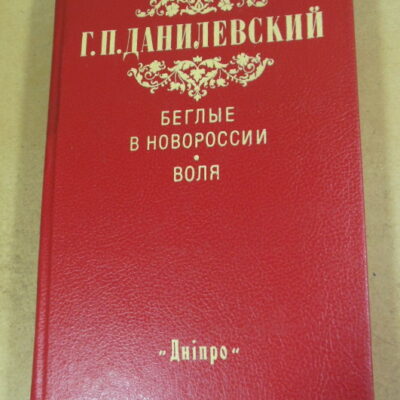 Г.П.ДАНИЛЕВСКИЙ
БЕГЛЫЕ
В НОВОРОССИИ
•
ВОЛЯ
„Дніпро“